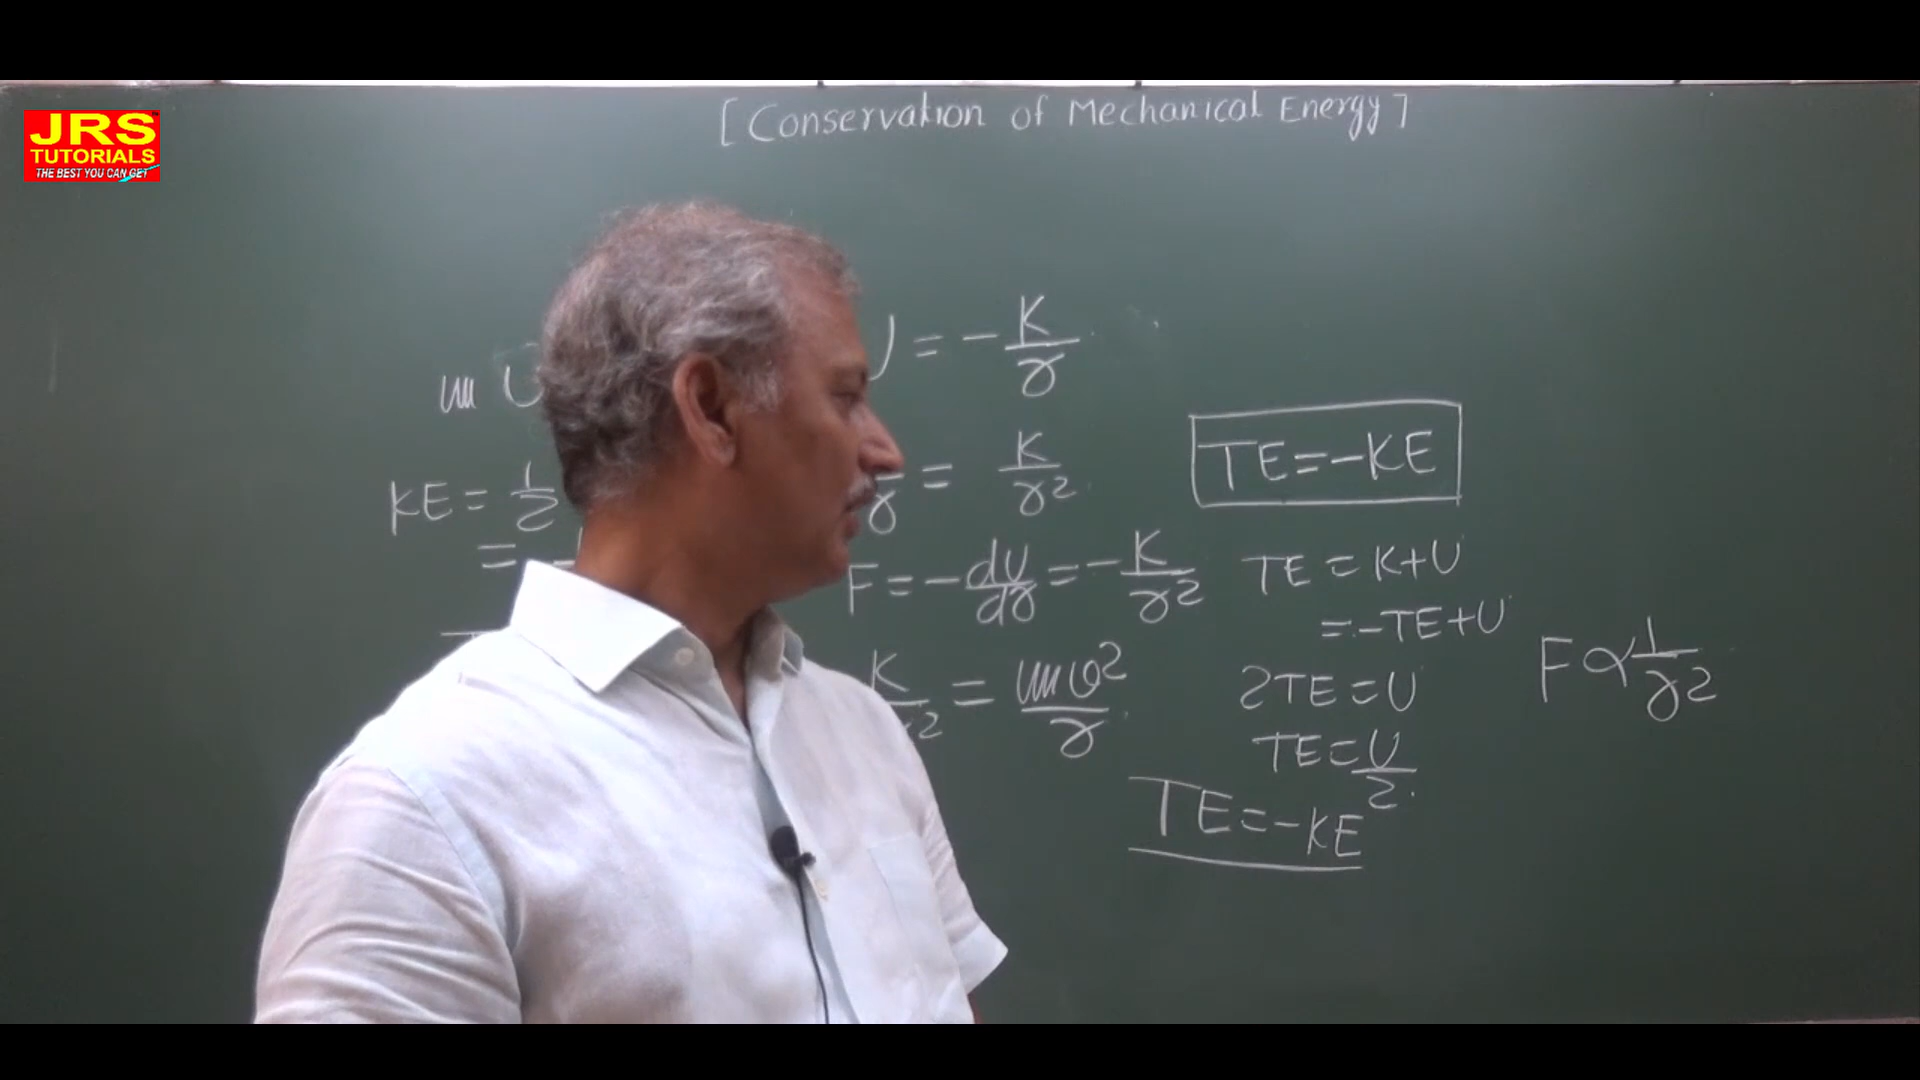 JRS
TUTORIALS
THE BEST YOU CAN GET
[Conservation of Mechanical Energy]
m U
U = - K/r
KE = 1/2
= K/r²
=
F = - dU/dr = - K/r²
K/r² = mv²/r
TE = -KE
TE = K+U
= -TE+U
2TE = U
TE = U/2
TE = -KE
F ∝ 1/r²